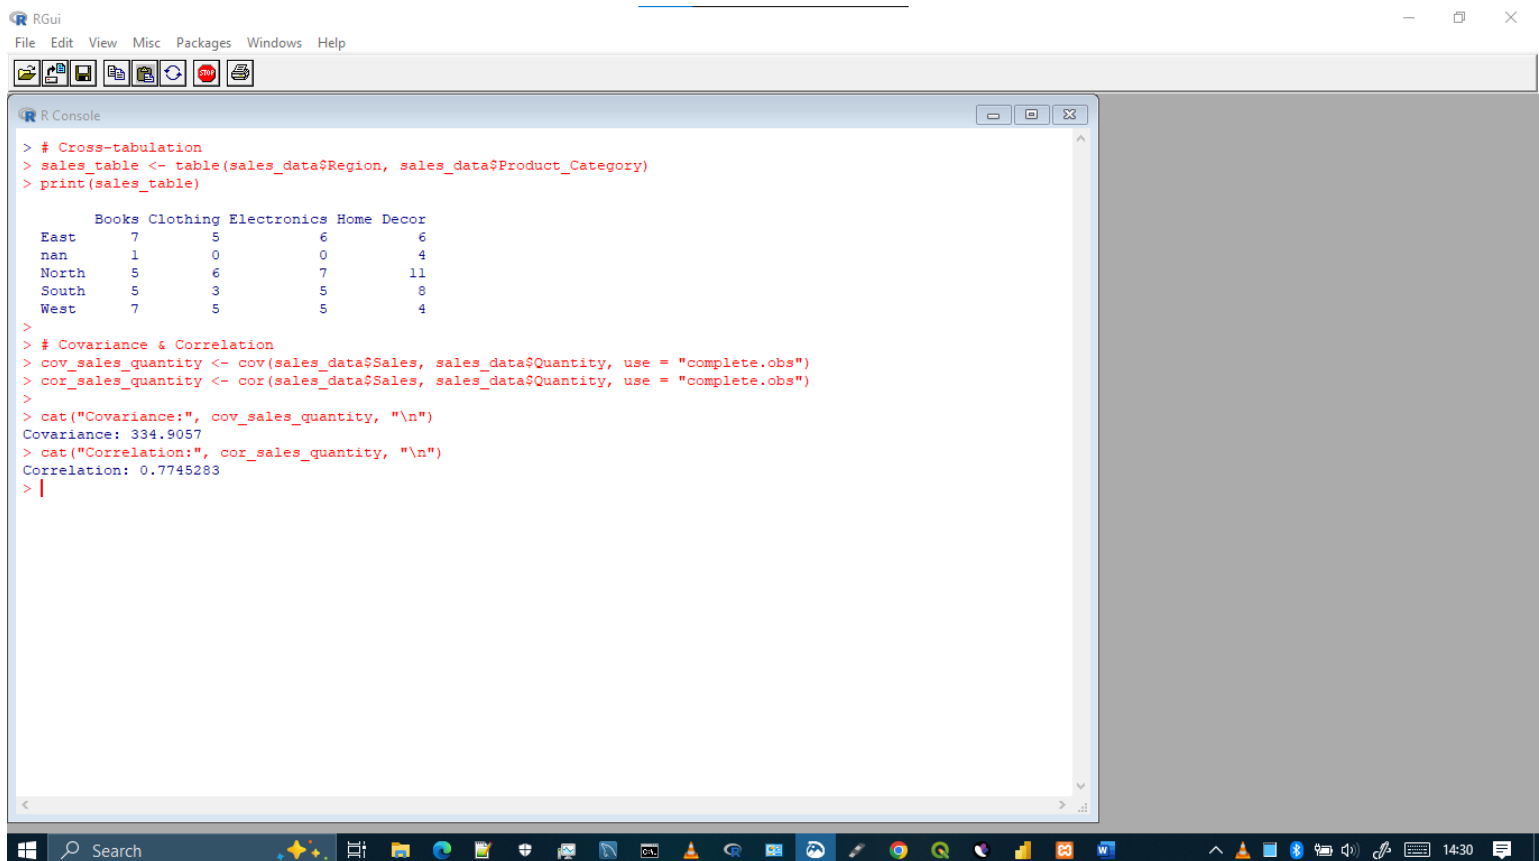 RGui
File Edit View Misc Packages Windows Help
STOP
R Console
> # Cross-tabulation
> sales_table <- table(sales_data$Region, sales_data$Product_Category)
> print(sales_table)
Books Clothing Electronics Home Decor
East 7 5 6 6
nan 1 0 0 4
North 5 6 7 11
South 5 3 5 8
West 7 5 5 4
>
> # Covariance & Correlation
> cov_sales_quantity <- cov(sales_data$Sales, sales_data$Quantity, use = "complete.obs")
> cor_sales_quantity <- cor(sales_data$Sales, sales_data$Quantity, use = "complete.obs")
>
> cat("Covariance:", cov_sales_quantity, "\n")
Covariance: 334.9057
> cat("Correlation:", cor_sales_quantity, "\n")
Correlation: 0.7745283
>
Search 14:30